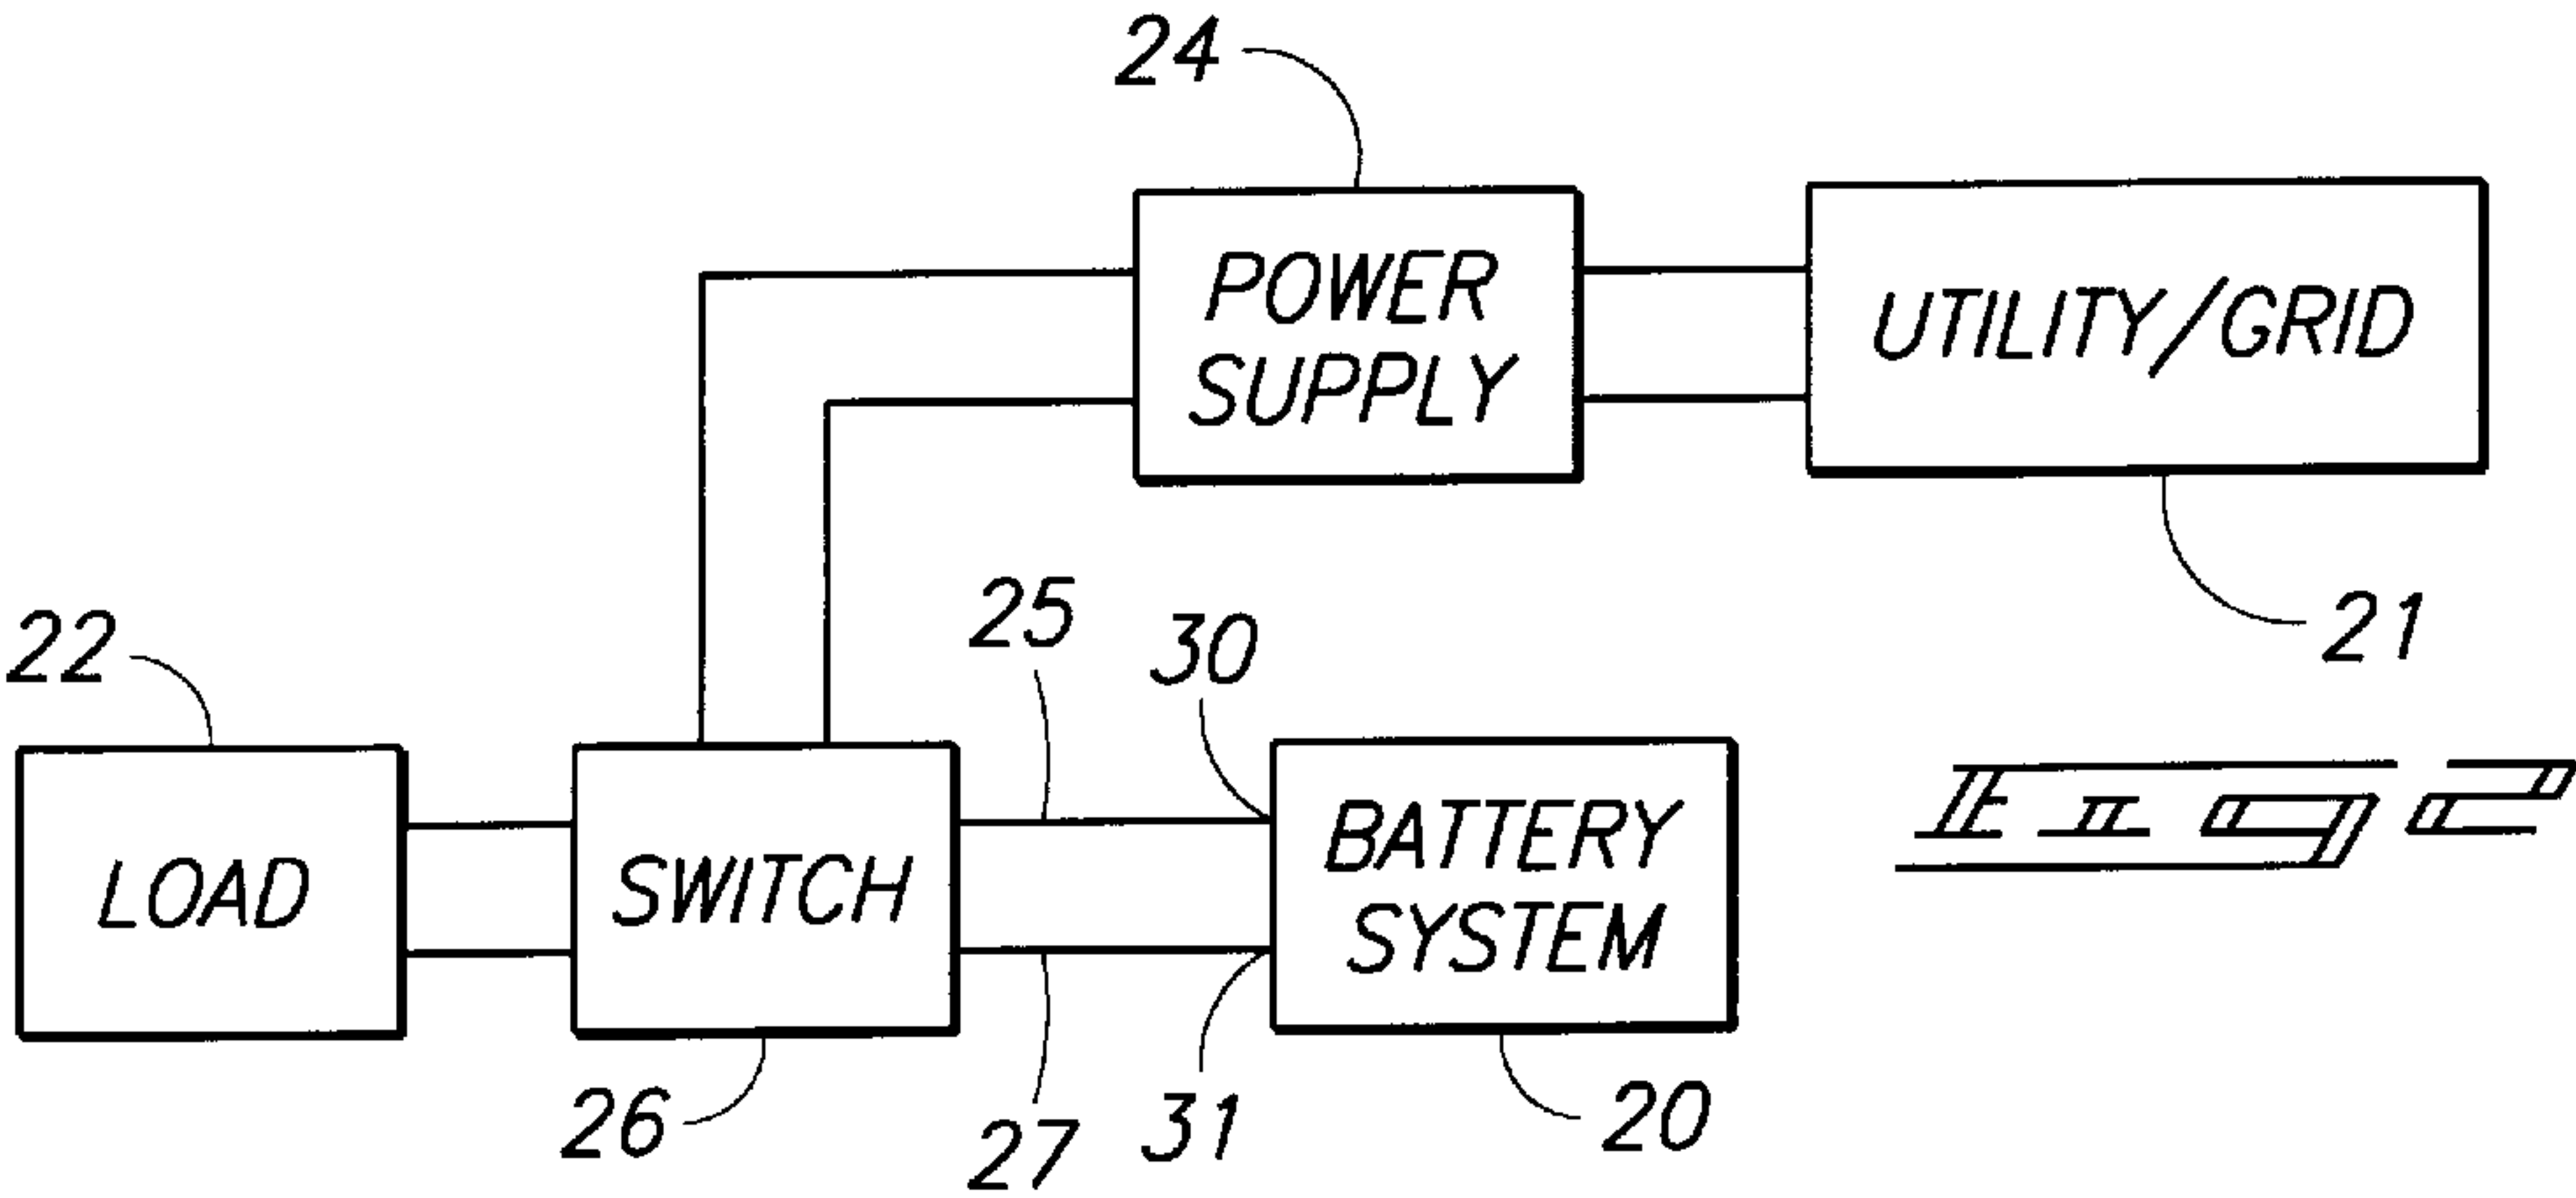 24
POWER
SUPPLY
UTILITY/GRID
21
22
25
30
LOAD
SWITCH
BATTERY
SYSTEM
Fig 2
26
27
31
20